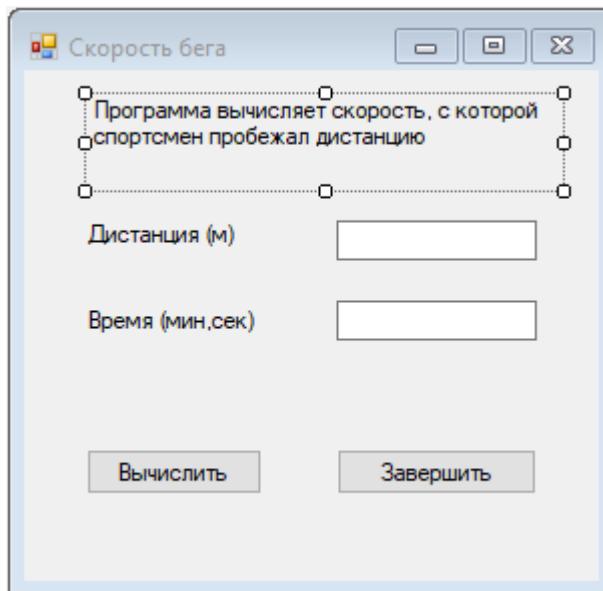 Скорость бега
Программа вычисляет скорость, с которой
спортсмен пробежал дистанцию
Дистанция (м)
Время (мин,сек)
Вычислить Завершить